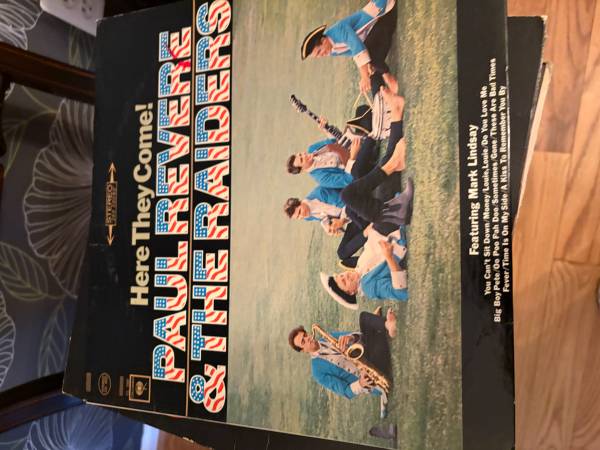 Here They Come!
PAUL REVERE
& THE RAIDERS
STEREO
Featuring Mark Lindsay
You Can't Sit Down/Money/Louie, Louie/Do You Love Me
Big Boy Pete/Oo Poo Pah Doo/Sometimes/Gone/These Are Bad Times
Fever/Time Is On My Side/A Kiss To Remember You By